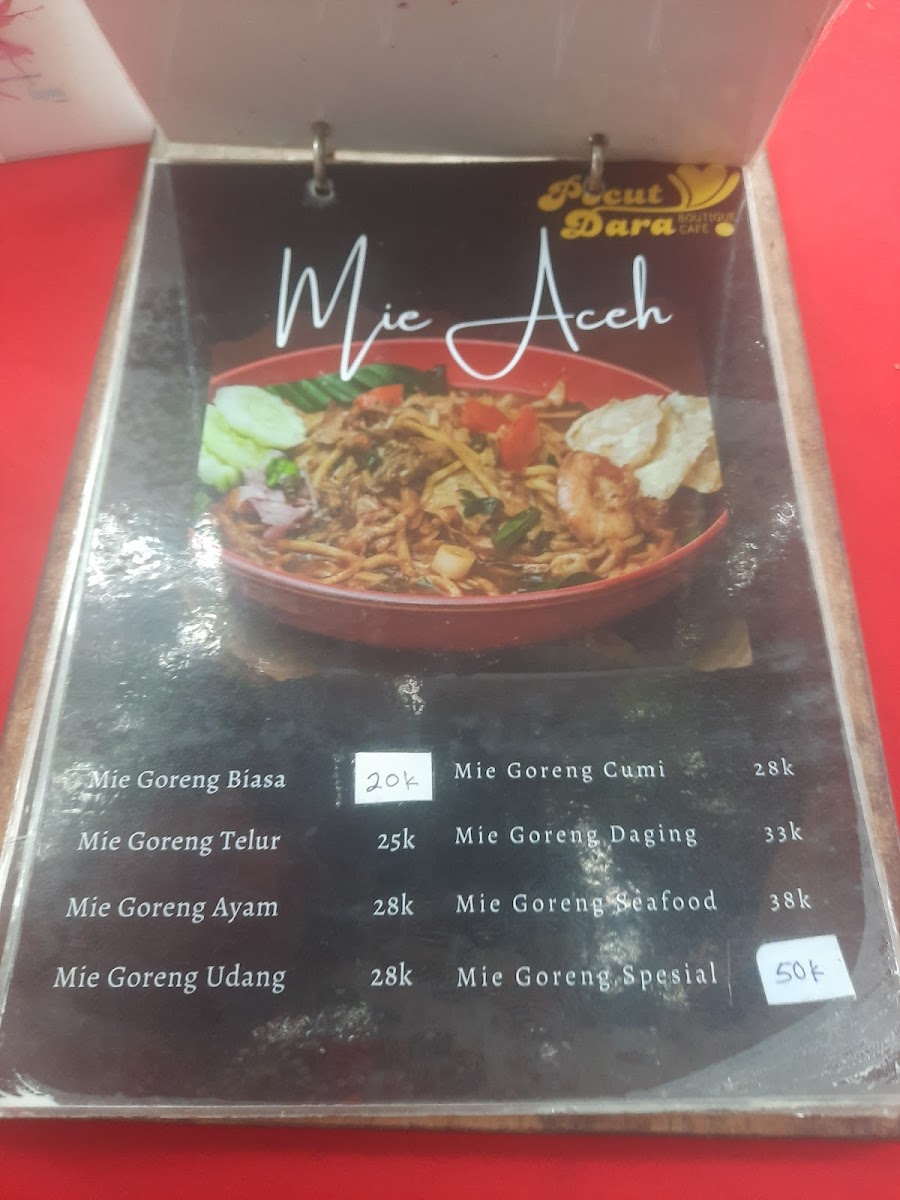 Pocut
Dara BOUTIQUE
CAFE
Mie Aceh
Mie Goreng Biasa 20k
Mie Goreng Telur 25k
Mie Goreng Ayam 28k
Mie Goreng Udang 28k
Mie Goreng Cumi 28k
Mie Goreng Daging 33k
Mie Goreng Seafood 38k
Mie Goreng Spesial 50k